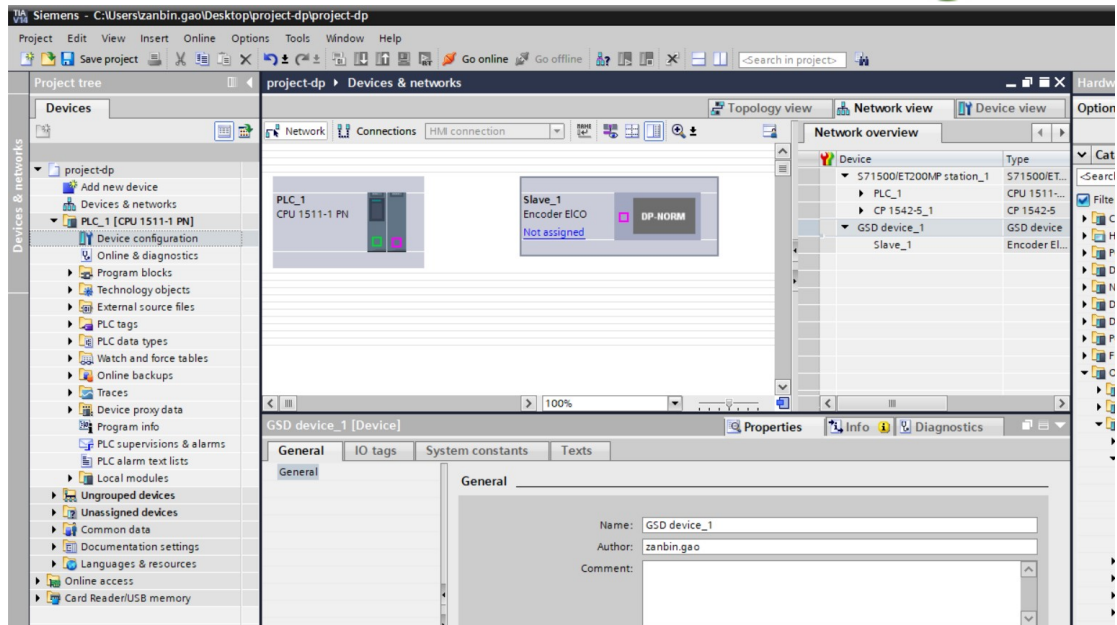 TIA V14 Siemens - C:\Users\zanbin.gao\Desktop\project-dp\project-dp
Project Edit View Insert Online Options Tools Window Help
Save project Go online Go offline <Search in project>
Project tree
project-dp ▸ Devices & networks
Hardw
Devices
Topology view Network view Device view
Option
Network Connections HMI connection
Network overview
Devices & networks
project-dp
Add new device
Devices & networks
PLC_1 [CPU 1511-1 PN]
Device configuration
Online & diagnostics
Program blocks
Technology objects
External source files
PLC tags
PLC data types
Watch and force tables
Online backups
Traces
Device proxy data
Program info
PLC supervisions & alarms
PLC alarm text lists
Local modules
Ungrouped devices
Unassigned devices
Common data
Documentation settings
Languages & resources
Online access
Card Reader/USB memory
PLC_1
CPU 1511-1 PN
Slave_1
Encoder ElCO
Not assigned
DP-NORM
100%
Device Type
S71500/ET200MP station_1 S71500/ET...
PLC_1 CPU 1511-...
CP 1542-5_1 CP 1542-5
GSD device_1 GSD device
Slave_1 Encoder El...
Cat
<Searc
Filte
GSD device_1 [Device]
Properties Info Diagnostics
General IO tags System constants Texts
General
General
Name: GSD device_1
Author: zanbin.gao
Comment: